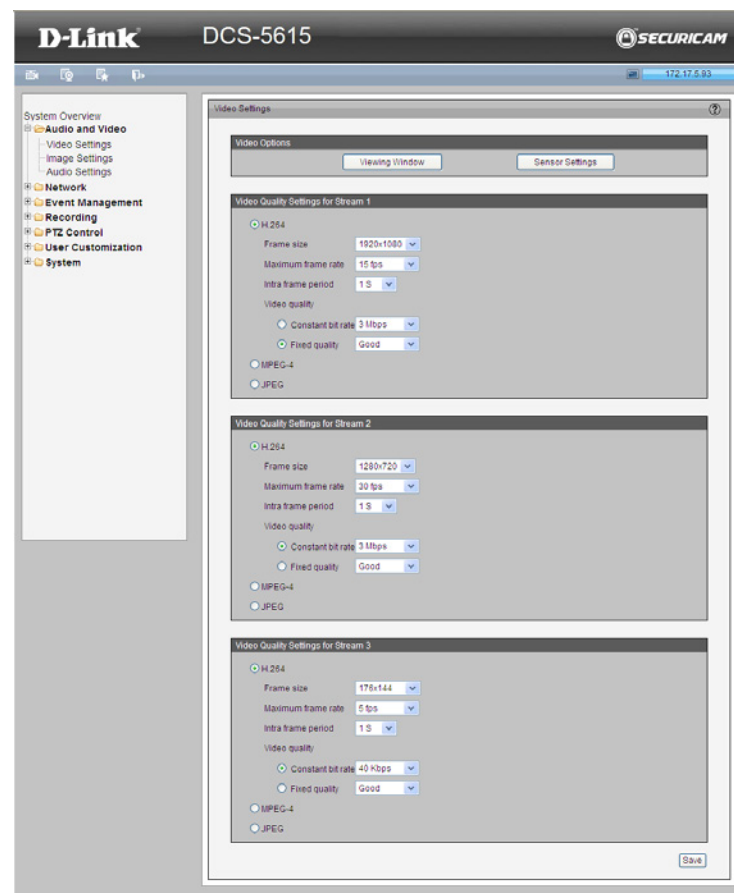 D-Link
DCS-5615
SECURICAM
172.17.5.93
System Overview
Audio and Video
Video Settings
Image Settings
Audio Settings
Network
Event Management
Recording
PTZ Control
User Customization
System
Video Settings
Video Options
Viewing Window Sensor Settings
Video Quality Settings for Stream 1
H.264
Frame size 1920x1080
Maximum frame rate 15 fps
Intra frame period 1 S
Video quality
Constant bit rate 3 Mbps
Fixed quality Good
MPEG-4
JPEG
Video Quality Settings for Stream 2
H.264
Frame size 1280x720
Maximum frame rate 30 fps
Intra frame period 1 S
Video quality
Constant bit rate 3 Mbps
Fixed quality Good
MPEG-4
JPEG
Video Quality Settings for Stream 3
H.264
Frame size 176x144
Maximum frame rate 5 fps
Intra frame period 1 S
Video quality
Constant bit rate 40 Kbps
Fixed quality Good
MPEG-4
JPEG
Save